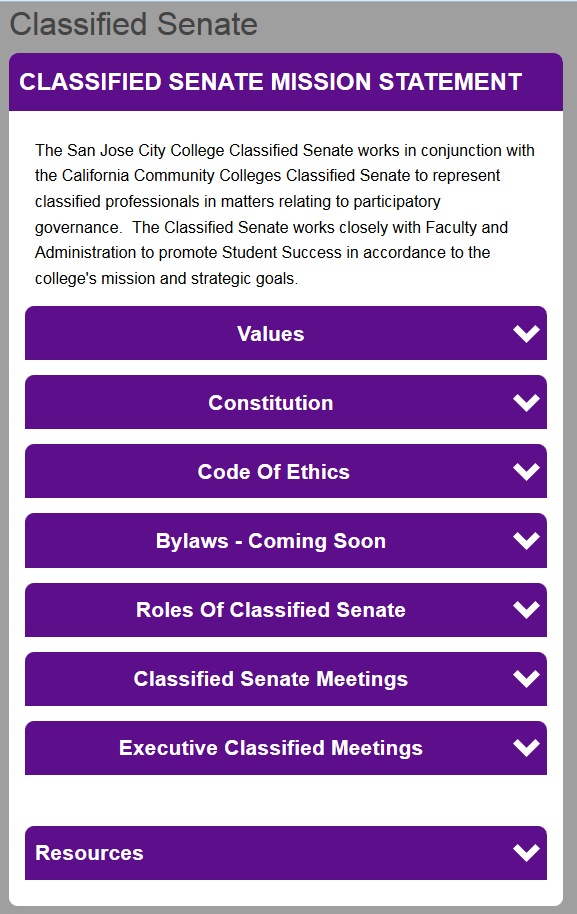 Classified Senate
CLASSIFIED SENATE MISSION STATEMENT
The San Jose City College Classified Senate works in conjunction with
the California Community Colleges Classified Senate to represent
classified professionals in matters relating to participatory
governance.  The Classified Senate works closely with Faculty and
Administration to promote Student Success in accordance to the
college's mission and strategic goals.
Values
Constitution
Code Of Ethics
Bylaws - Coming Soon
Roles Of Classified Senate
Classified Senate Meetings
Executive Classified Meetings
Resources